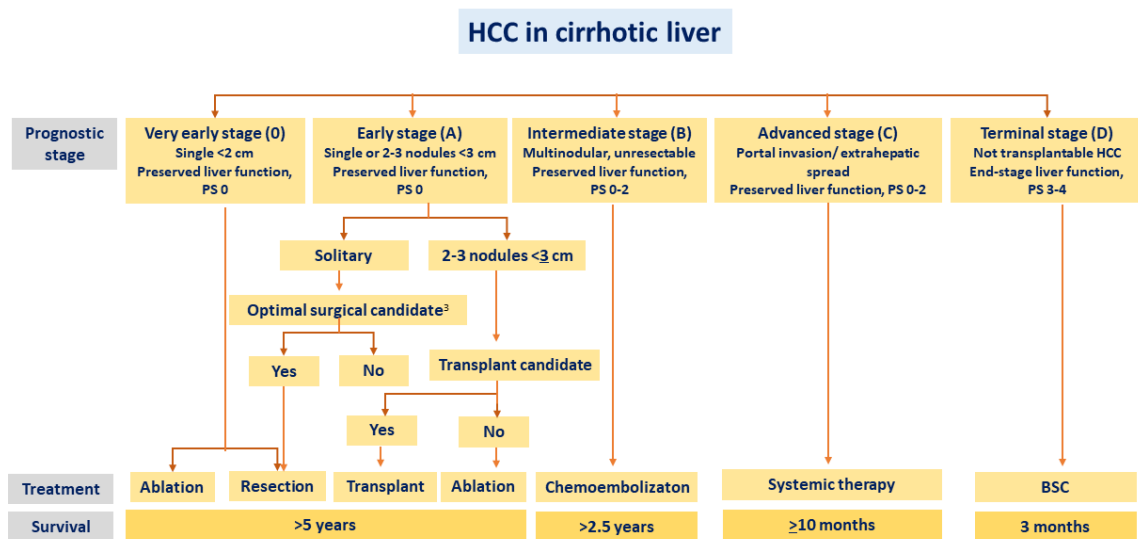 HCC in cirrhotic liver
Prognostic
stage
Very early stage (0)
Single <2 cm
Preserved liver function,
PS 0
Early stage (A)
Single or 2-3 nodules <3 cm
Preserved liver function,
PS 0
Intermediate stage (B)
Multinodular, unresectable
Preserved liver function,
PS 0-2
Advanced stage (C)
Portal invasion/ extrahepatic
spread
Preserved liver function, PS 0-2
Terminal stage (D)
Not transplantable HCC
End-stage liver function,
PS 3-4
Solitary
2-3 nodules <3 cm
Optimal surgical candidate³
Yes
No
Transplant candidate
Yes
No
Treatment
Ablation
Resection
Transplant
Ablation
Chemoembolizaton
Systemic therapy
BSC
Survival
>5 years
>2.5 years
≥10 months
3 months